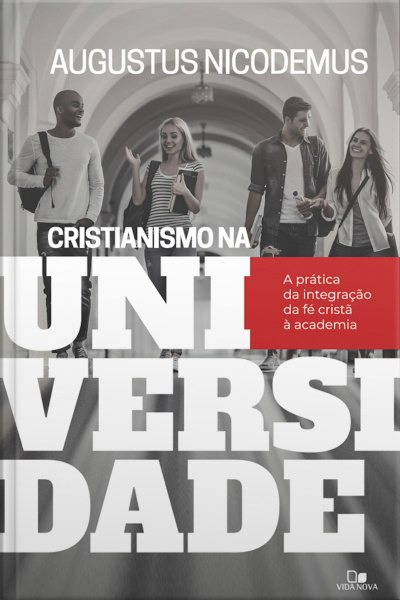 AUGUSTUS NICODEMUS
CRISTIANISMO NA
UNI
VERSI
DADE
A prática
da integração
da fé cristã
à academia
VIDA NOVA